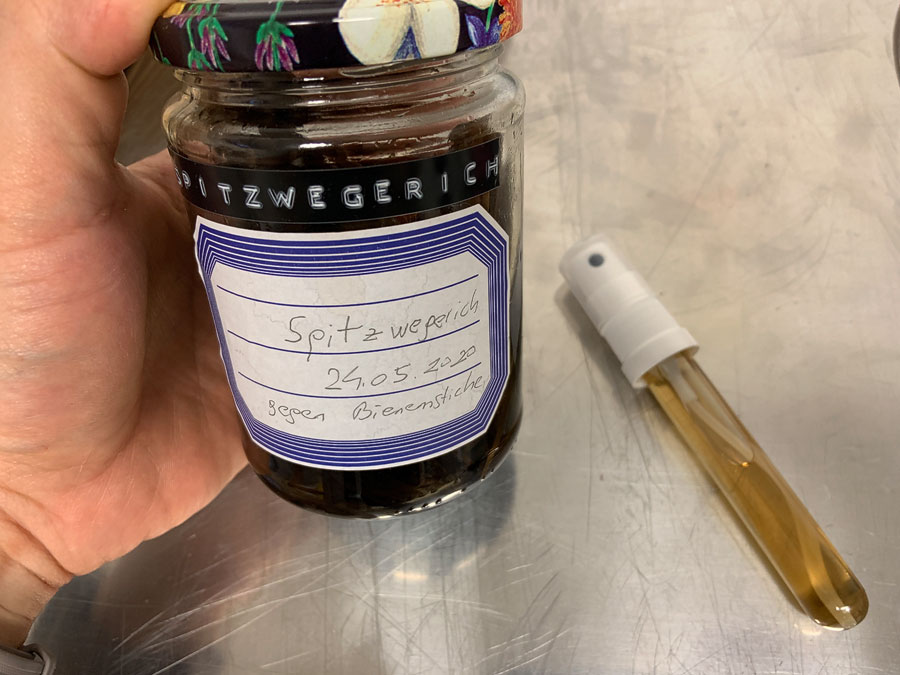 SPITZWEGERICH
Spitzwegerich
24.05.2020
gegen Bienenstiche